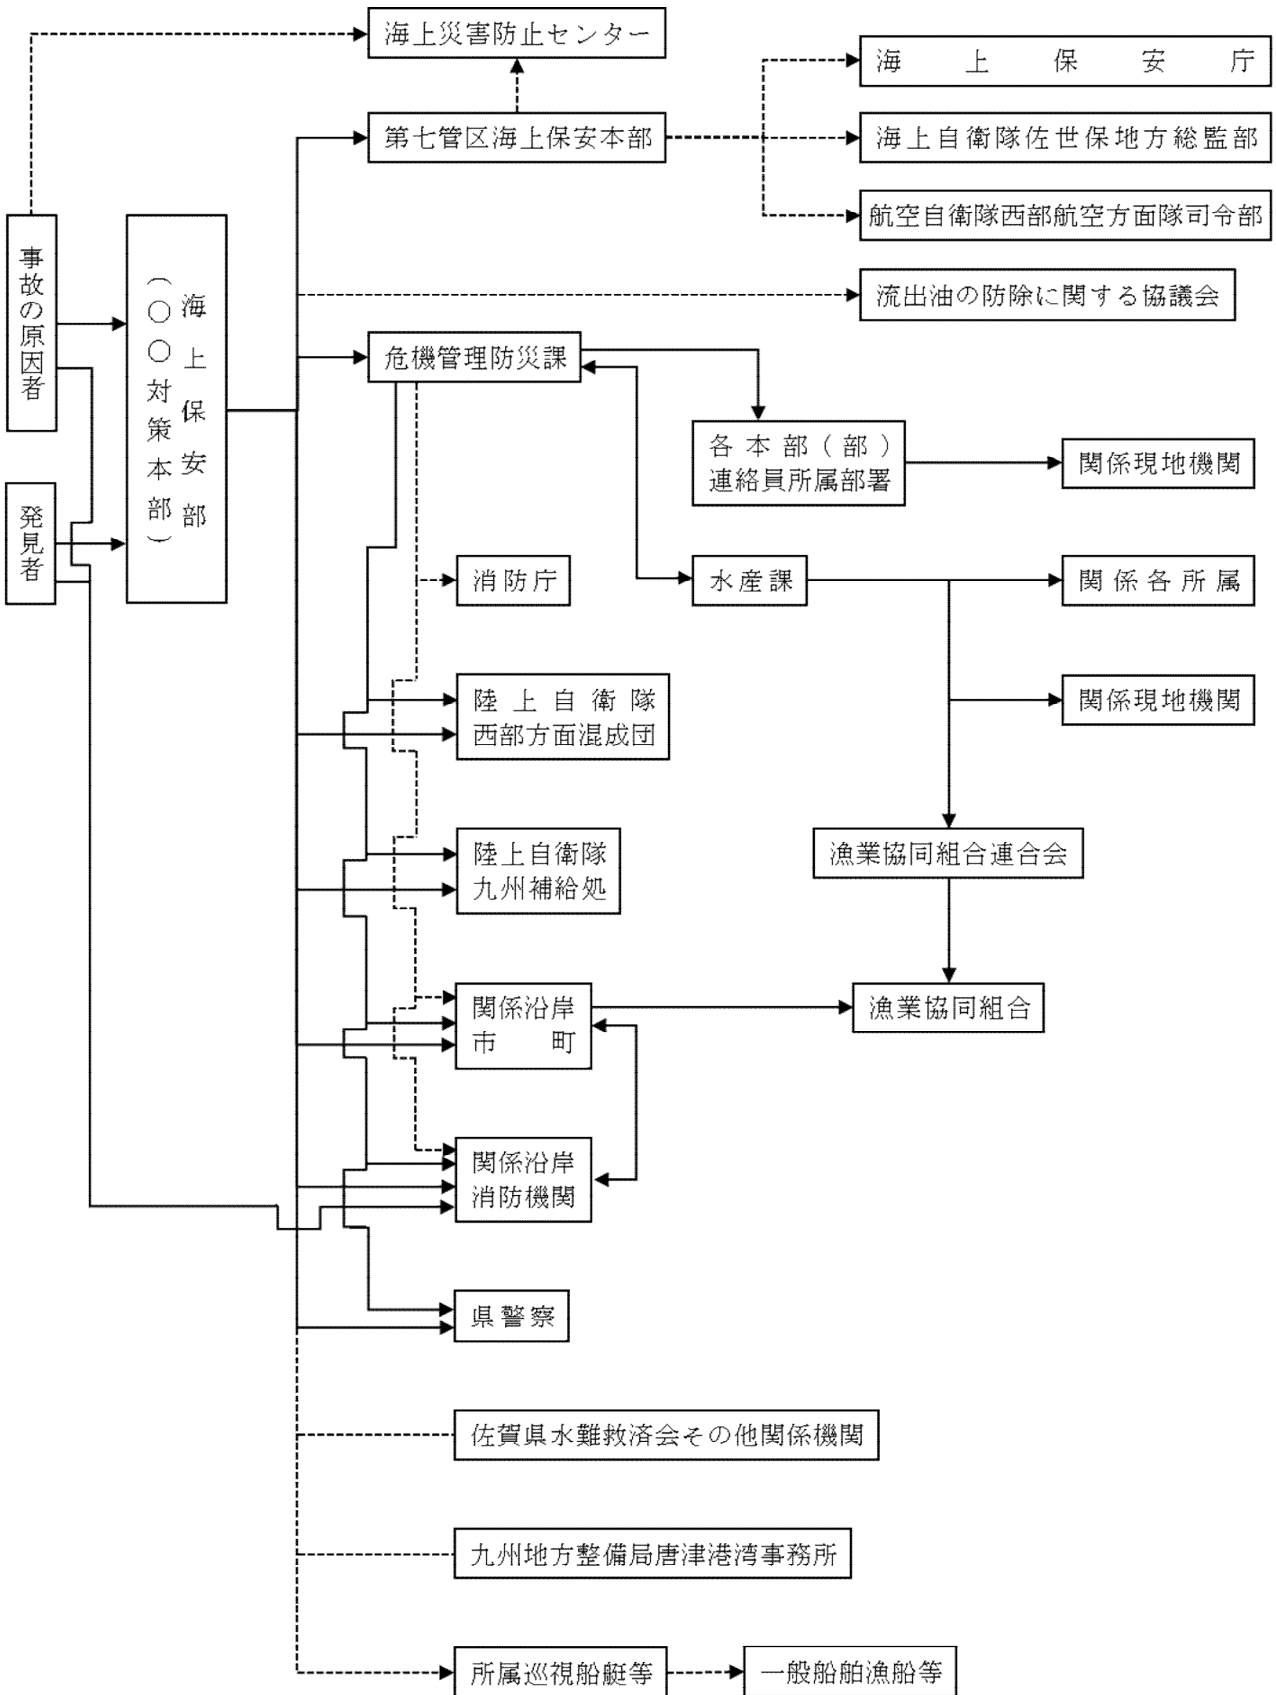 海上災害防止センター
海上保安庁
第七管区海上保安本部
海上自衛隊佐世保地方総監部
航空自衛隊西部航空方面隊司令部
事故の原因者
海上保安部
（○○対策本部）
流出油の防除に関する協議会
危機管理防災課
各本部（部）
連絡員所属部署
関係現地機関
発見者
消防庁
水産課
関係各所属
陸上自衛隊
西部方面混成団
関係現地機関
陸上自衛隊
九州補給処
漁業協同組合連合会
関係沿岸
市町
漁業協同組合
関係沿岸
消防機関
県警察
佐賀県水難救済会その他関係機関
九州地方整備局唐津港湾事務所
所属巡視船艇等
一般船舶漁船等